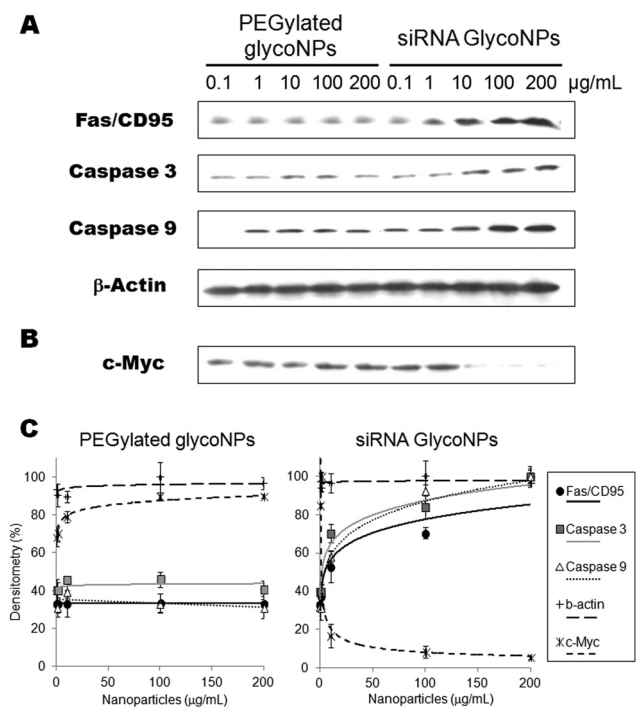 A
PEGylated glycoNPs
siRNA GlycoNPs
0.1 1 10 100 200 0.1 1 10 100 200 µg/mL
Fas/CD95
Caspase 3
Caspase 9
β-Actin
B
c-Myc
C
PEGylated glycoNPs
siRNA GlycoNPs
Densitometry (%)
100
80
60
40
20
0
0 50 100 150 200
Nanoparticles (µg/mL)
100
80
60
40
20
0
0 50 100 150 200
Nanoparticles (µg/mL)
Fas/CD95
Caspase 3
Caspase 9
b-actin
c-Myc